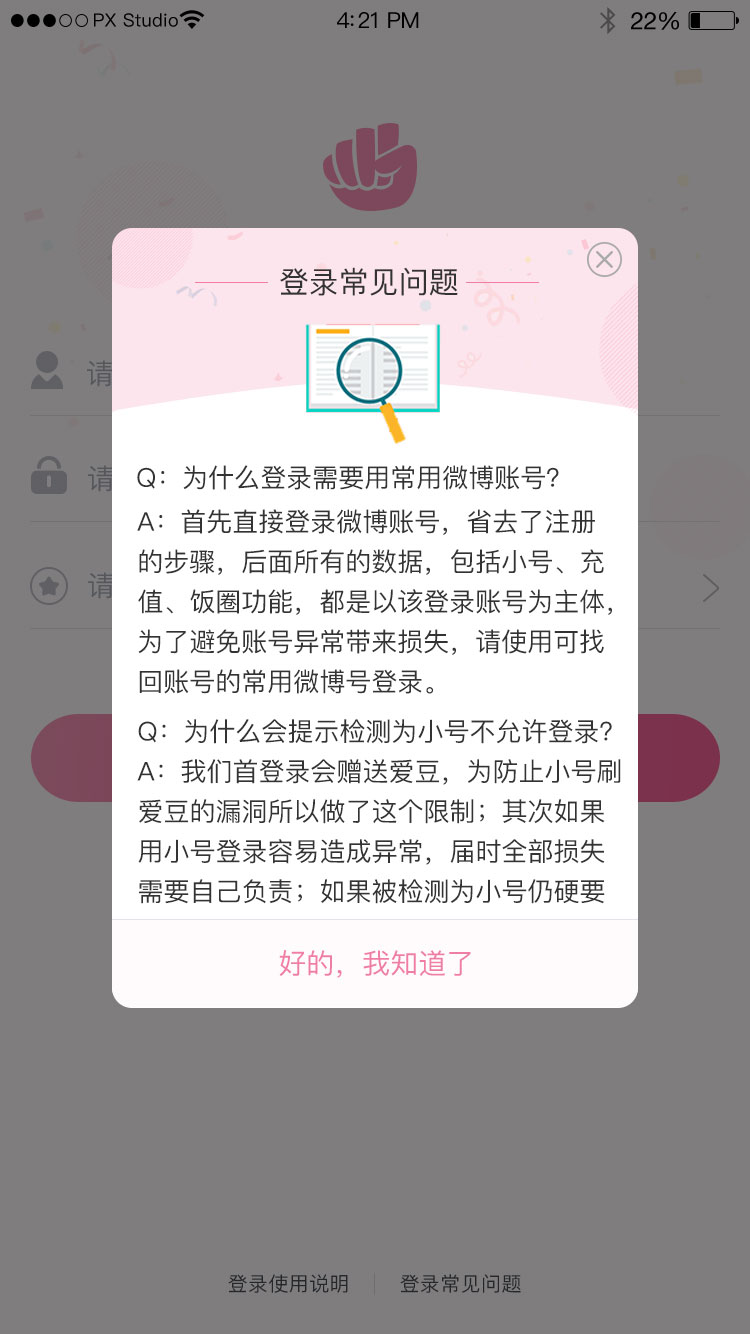 PX Studio 4:21 PM 22%
登录常见问题
请
请
请
Q：为什么登录需要用常用微博账号？
A：首先直接登录微博账号，省去了注册
的步骤，后面所有的数据，包括小号、充
值、饭圈功能，都是以该登录账号为主体，
为了避免账号异常带来损失，请使用可找
回账号的常用微博号登录。
Q：为什么会提示检测为小号不允许登录？
A：我们首登录会赠送爱豆，为防止小号刷
爱豆的漏洞所以做了这个限制；其次如果
用小号登录容易造成异常，届时全部损失
需要自己负责；如果被检测为小号仍硬要
好的，我知道了
登录使用说明 登录常见问题